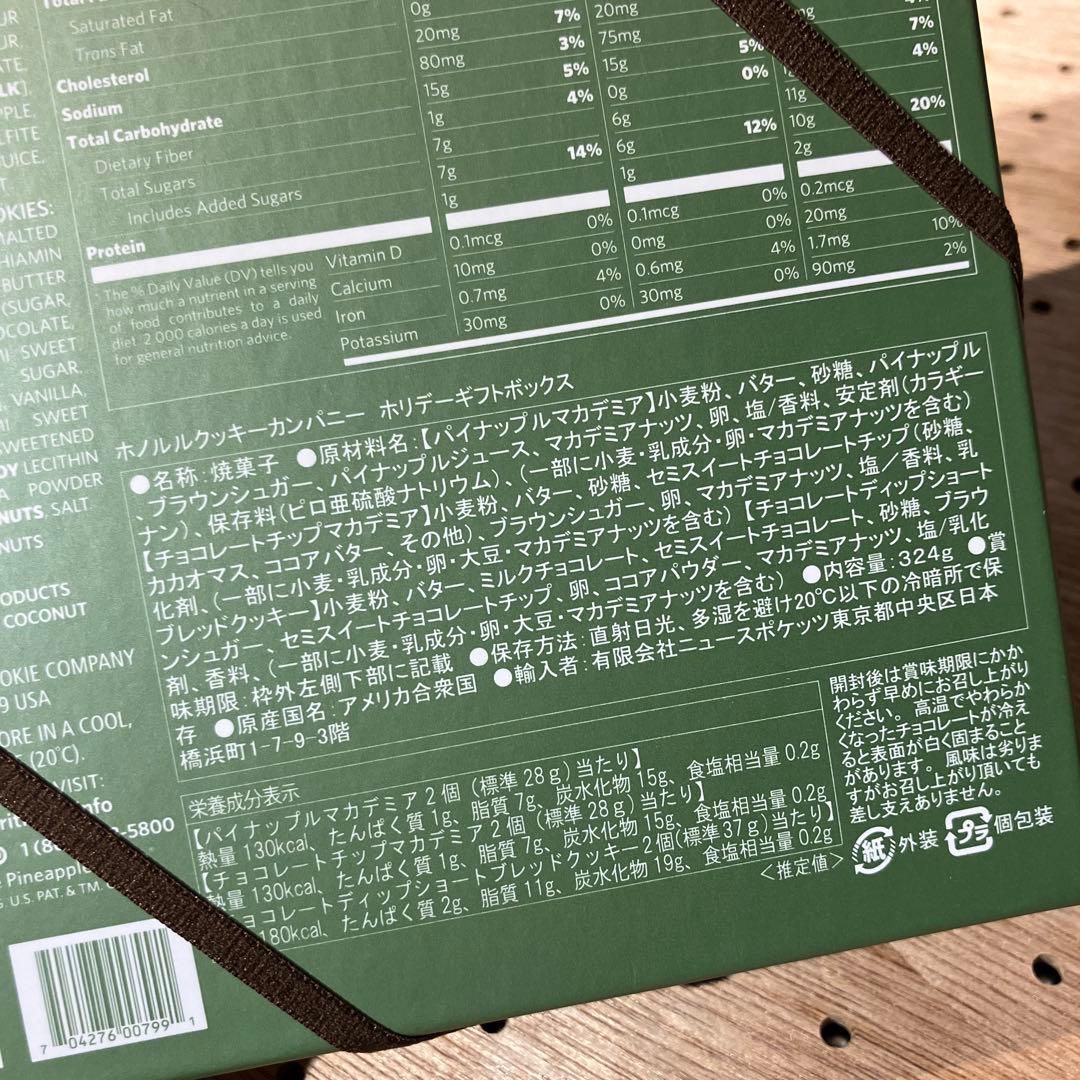 Saturated Fat
Trans Fat
Cholesterol
Sodium
Total Carbohydrate
Dietary Fiber
Total Sugars
Includes Added Sugars
Protein
0g
20mg 7%
80mg 3%
15g 5%
1g 4%
7g
7g 14%
1g
20mg
75mg
15g 5%
0g 0%
6g
6g 12%
1g
7%
4%
11g
10g 20%
2g
Vitamin D 0.1mcg 0% 0.1mcg 0% 0.2mcg
Calcium 10mg 0% 0mg 0% 20mg
Iron 0.7mg 4% 0.6mg 4% 1.7mg 10%
Potassium 30mg 0% 30mg 0% 90mg 2%
* The % Daily Value (DV) tells you
how much a nutrient in a serving
of food contributes to a daily
diet. 2,000 calories a day is used
for general nutrition advice.
OKIES:
MALTED
BUTTER
(SUGAR,
SWEET
SUGAR,
VANILLA,
SWEET
LECITHIN
POWDER
SALT
COCONUT
OKIE COMPANY
9 USA
ORE IN A COOL,
(20℃).
VISIT:
-5800
Pineapple
U.S. PAT. & T.M.
ホノルルクッキーカンパニー ホリデーギフトボックス
●名称:焼菓子 ●原材料名:【パイナップルマカデミア】小麦粉、バター、砂糖、パイナップル
ブラウンシュガー、パイナップルジュース、マカデミアナッツ、卵、塩/香料、安定剤(カラギー
ナン)、保存料(ピロ亜硫酸ナトリウム)、(一部に小麦・乳成分・卵・マカデミアナッツを含む)
【チョコレートチップマカデミア】小麦粉、バター、砂糖、セミスイートチョコレートチップ(砂糖、
カカオマス、ココアバター、その他)、ブラウンシュガー、卵、マカデミアナッツ、塩/香料、乳
化剤、(一部に小麦・乳成分・卵・大豆・マカデミアナッツを含む)【チョコレートディップショート
ブレッドクッキー】小麦粉、バター、ミルクチョコレート、セミスイートチョコレート、砂糖、ブラウ
ンシュガー、セミスイートチョコレートチップ、卵、ココアパウダー、マカデミアナッツ、塩/乳化
剤、香料、(一部に小麦・乳成分・卵・大豆・マカデミアナッツを含む) ●内容量:324g ●賞
味期限:枠外左側下部に記載 ●保存方法:直射日光、多湿を避け20℃以下の冷暗所で保
存 ●原産国名:アメリカ合衆国 ●輸入者:有限会社ニュースポケッツ東京都中央区日本
橋浜町1-7-9-3階
栄養成分表示
【パイナップルマカデミア2個(標準28g)当たり】
熱量130kcal、たんぱく質1g、脂質7g、炭水化物15g、食塩相当量0.2g
【チョコレートチップマカデミア2個(標準28g)当たり】
熱量130kcal、たんぱく質1g、脂質7g、炭水化物15g、食塩相当量0.2g
ョコレートディップショートブレッドクッキー2個(標準37g)当たり】
180kcal、たんぱく質2g、脂質11g、炭水化物19g、食塩相当量0.2g
<推定値>
開封後は賞味期限にかか
わらず早めにお召し上がり
ください。高温でやわらか
くなったチョコレートが冷え
ると表面が白く固まること
があります。風味は劣りま
すがお召し上がり頂いても
差し支えありません。
紙 外装 プラ 個包装
7 04276 00799 1